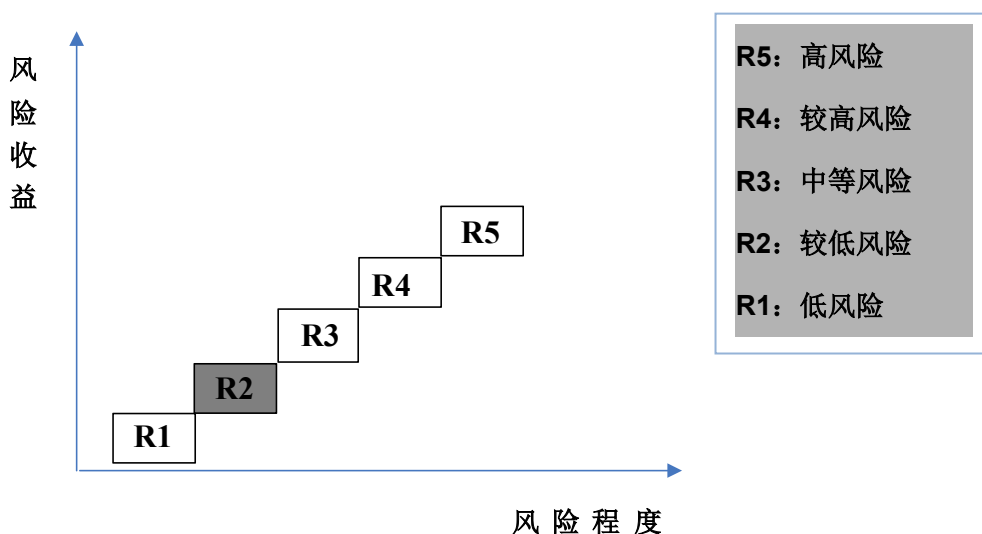 风
险
收
益
R5
R4
R3
R2
R1
风 险 程 度
R5：高风险
R4：较高风险
R3：中等风险
R2：较低风险
R1：低风险